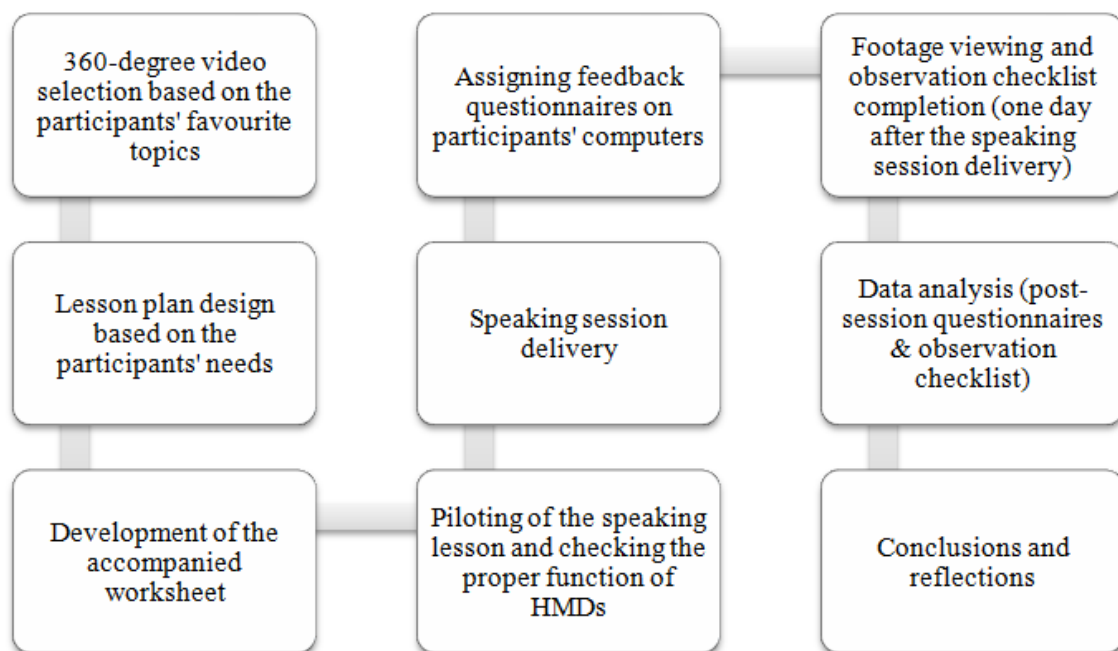 360-degree video
selection based on the
participants' favourite
topics
Lesson plan design
based on the
participants' needs
Development of the
accompanied
worksheet
Piloting of the speaking
lesson and checking the
proper function of
HMDs
Speaking session
delivery
Assigning feedback
questionnaires on
participants' computers
Footage viewing and
observation checklist
completion (one day
after the speaking
session delivery)
Data analysis (post-
session questionnaires
& observation
checklist)
Conclusions and
reflections